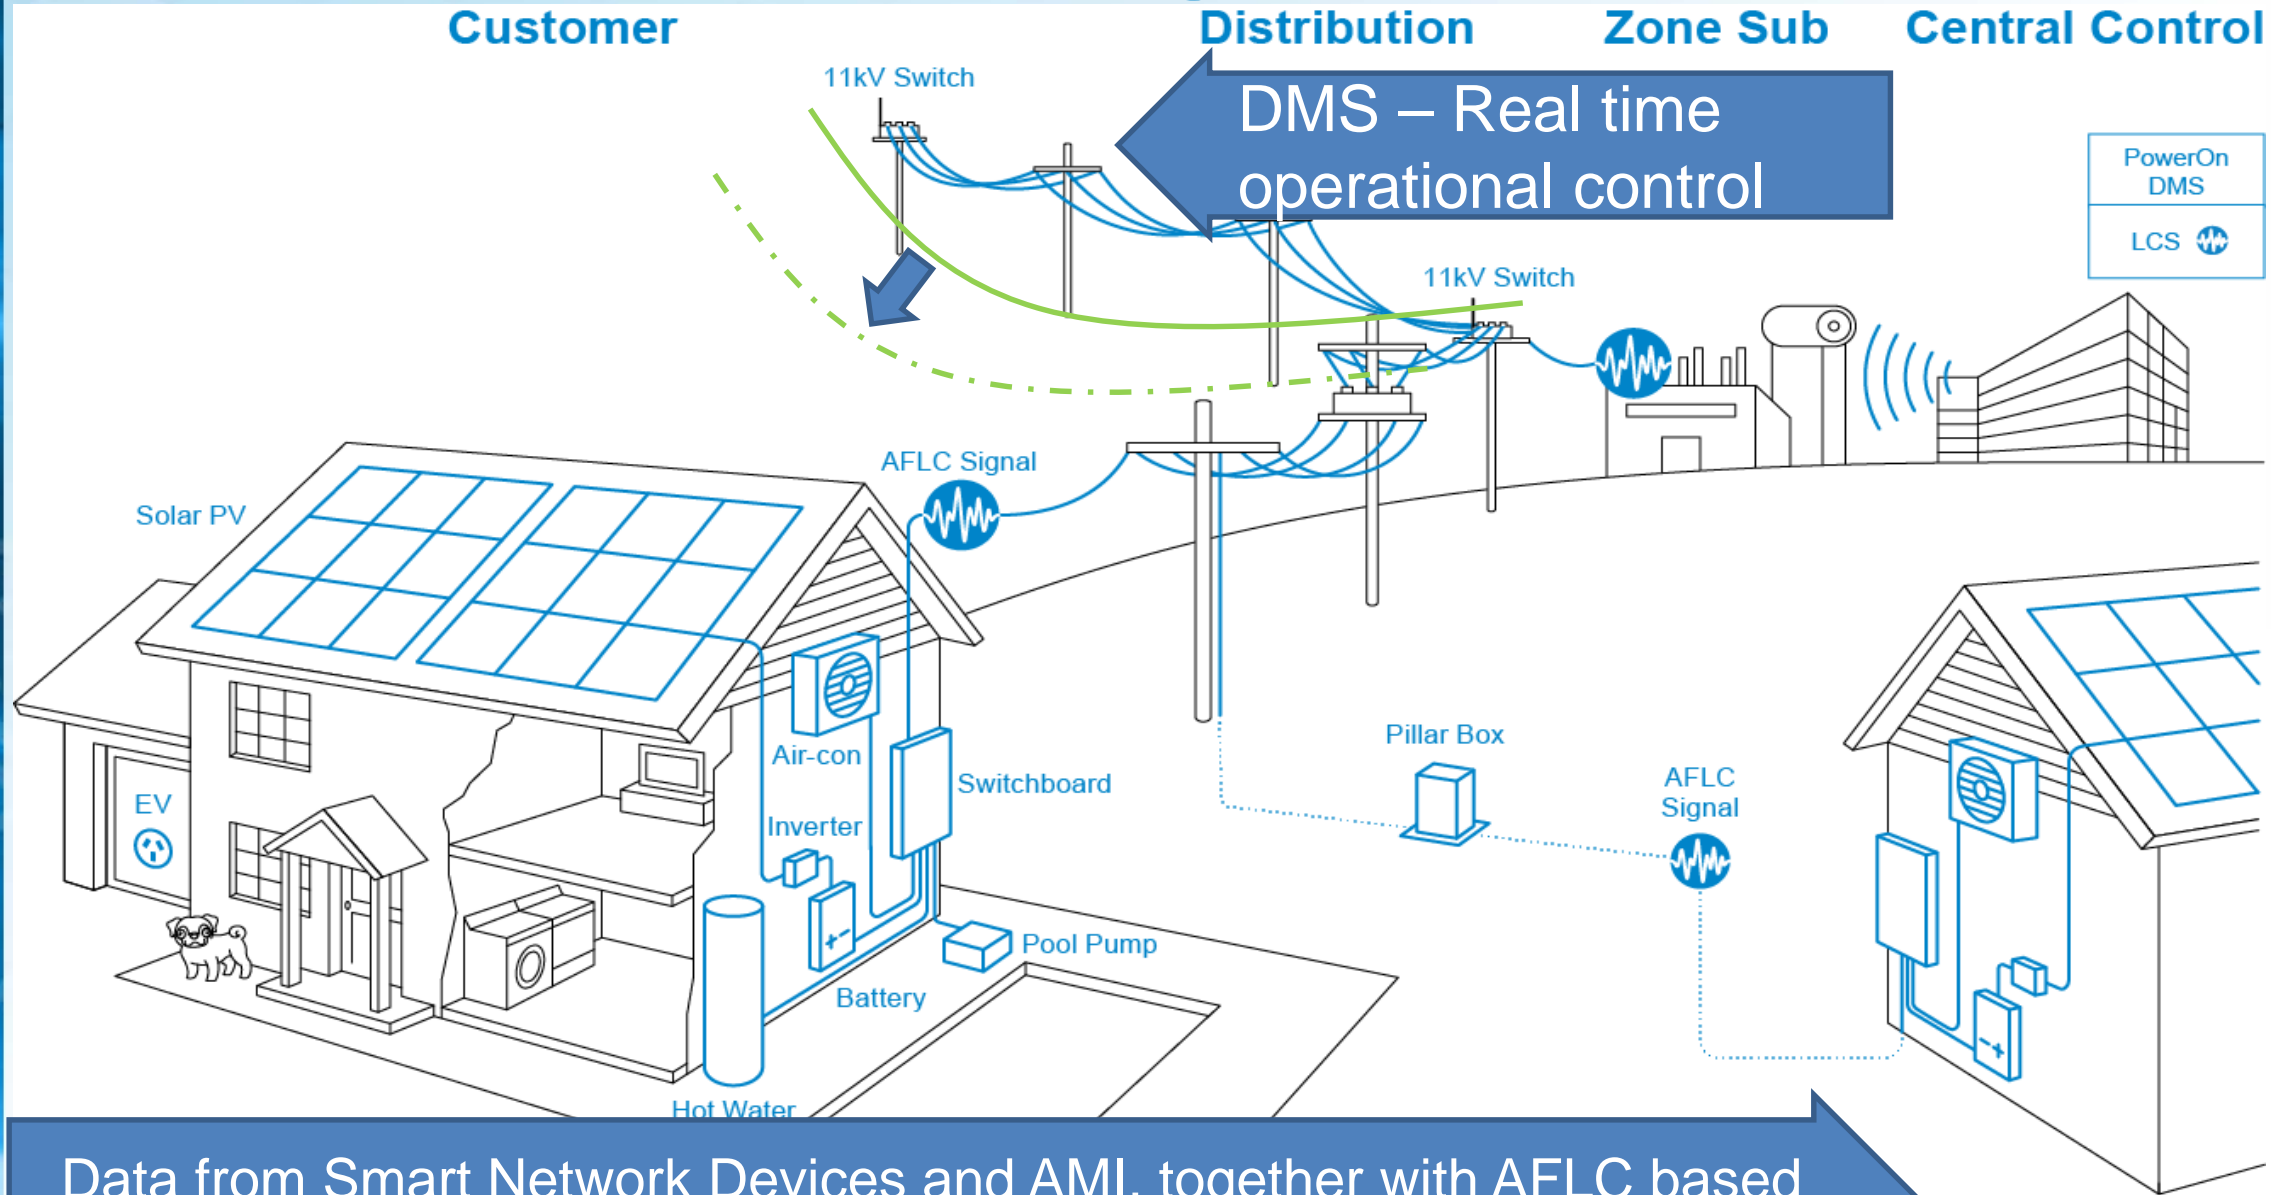 Customer
Distribution
Zone Sub
Central Control
11kV Switch
DMS – Real time
operational control
PowerOn
DMS
LCS
11kV Switch
AFLC Signal
Solar PV
Air-con
Switchboard
Pillar Box
AFLC
Signal
EV
Inverter
Pool Pump
Battery
Hot Water
Data from Smart Network Devices and AMI, together with AFLC based